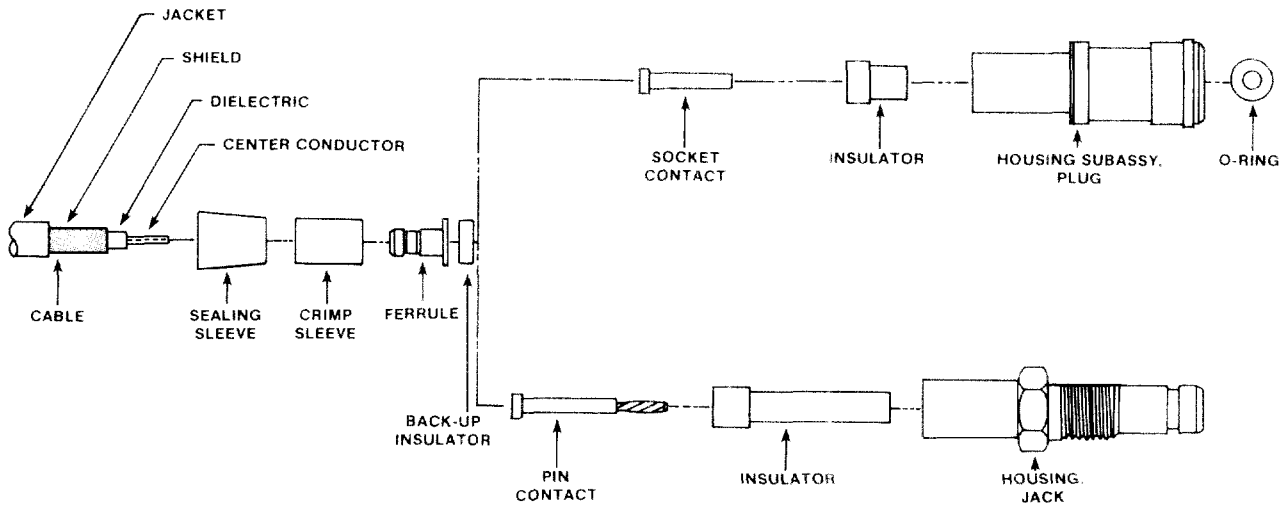 JACKET
SHIELD
DIELECTRIC
CENTER CONDUCTOR
CABLE
SEALING
SLEEVE
CRIMP
SLEEVE
FERRULE
BACK-UP
INSULATOR
SOCKET
CONTACT
INSULATOR
HOUSING SUBASSY.
PLUG
O-RING
PIN
CONTACT
INSULATOR
HOUSING.
JACK